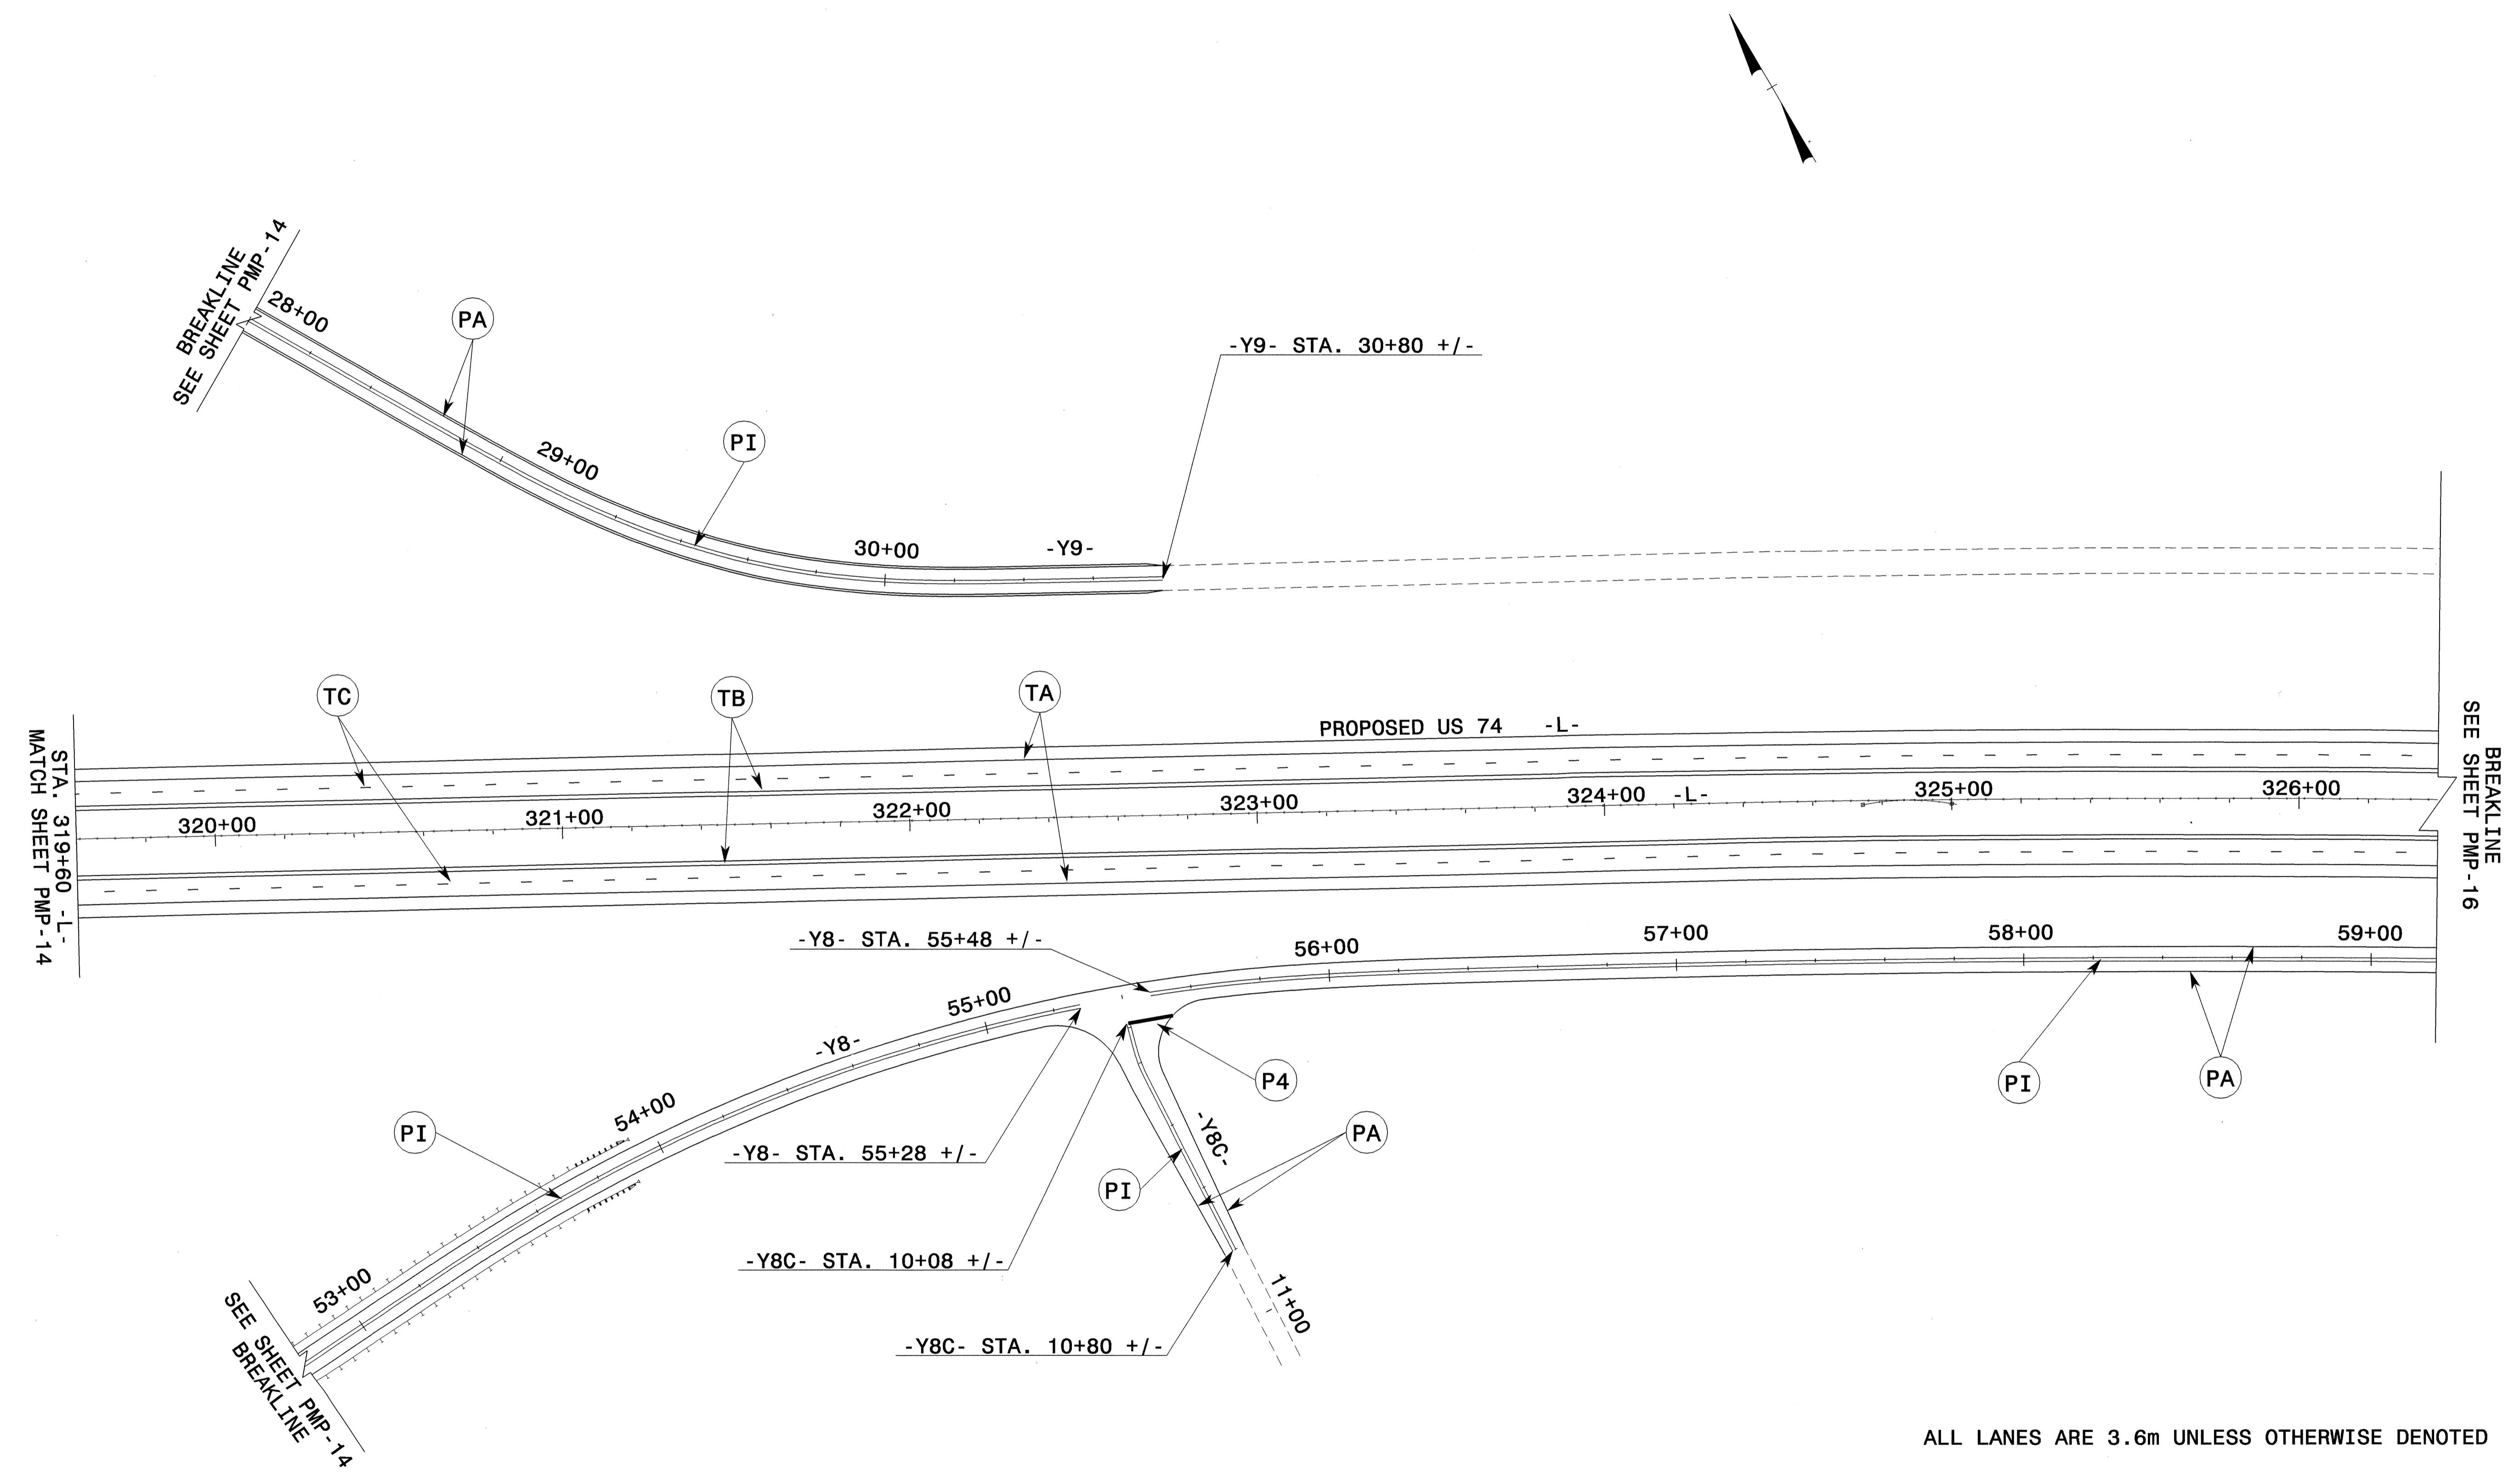 BREAKLINE
SEE SHEET PMP-14
28+00
PA
-Y9- STA. 30+80 +/-
29+00
PI
30+00
-Y9-
TC
TB
TA
PROPOSED US 74 -L-
STA. 319+60 -L-
MATCH SHEET PMP-14
320+00
321+00
322+00
323+00
324+00 -L-
325+00
326+00
BREAKLINE
SEE SHEET PMP-16
-Y8- STA. 55+48 +/-
56+00
57+00
58+00
59+00
55+00
-Y8-
54+00
53+00
PI
-Y8- STA. 55+28 +/-
P4
PI
PA
PA
-Y8C-
PI
-Y8C- STA. 10+08 +/-
-Y8C- STA. 10+80 +/-
11+00
SEE SHEET PMP-14
BREAKLINE
ALL LANES ARE 3.6m UNLESS OTHERWISE DENOTED